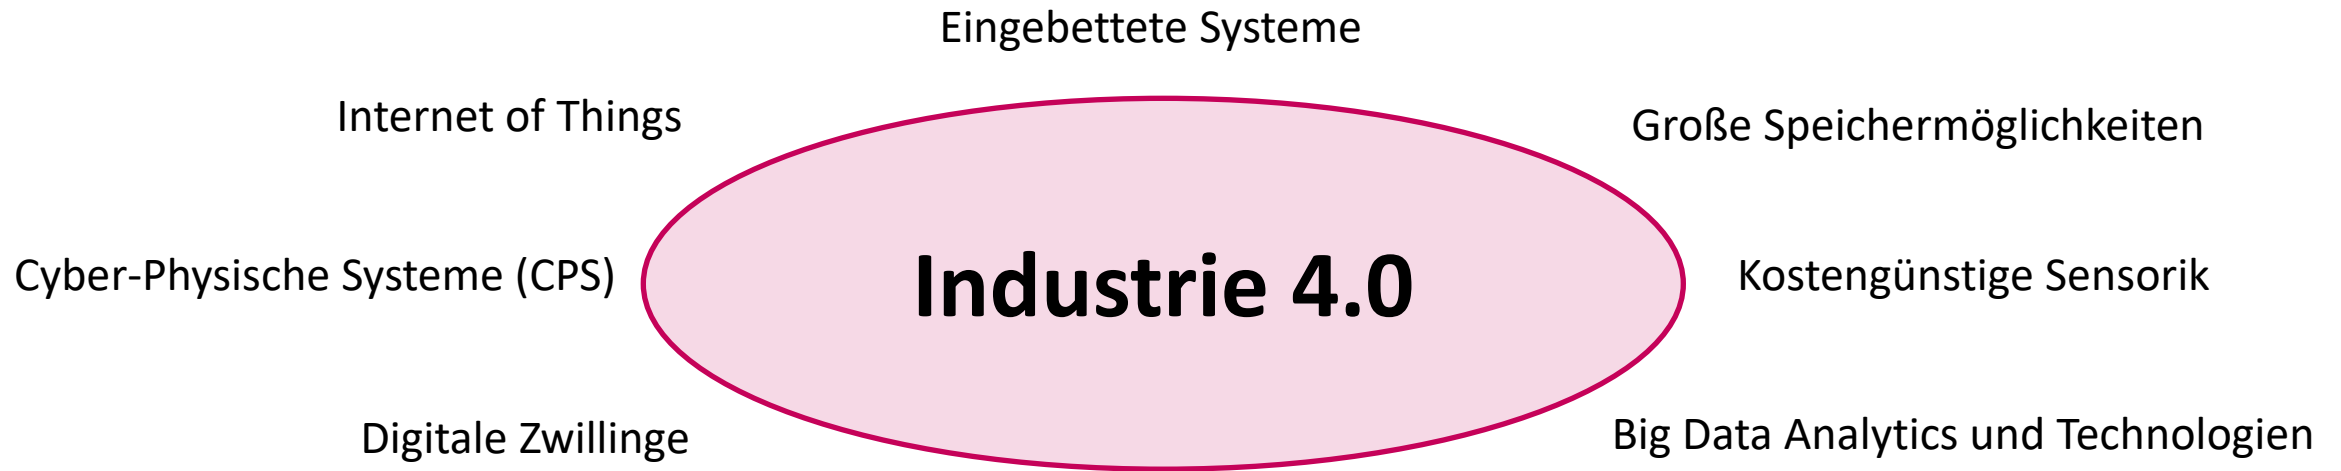 Eingebettete Systeme
Internet of Things
Große Speichermöglichkeiten
Cyber-Physische Systeme (CPS)
Industrie 4.0
Kostengünstige Sensorik
Digitale Zwillinge
Big Data Analytics und Technologien